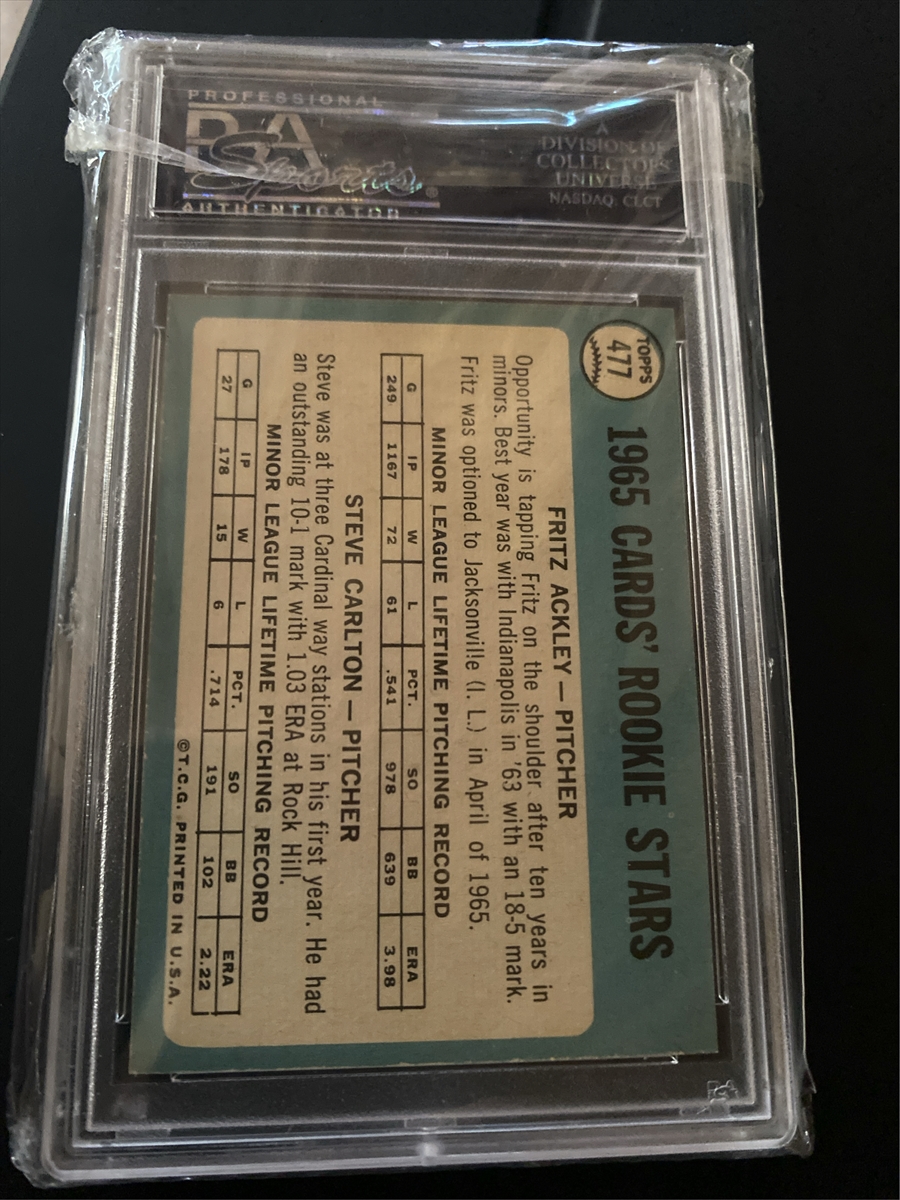 PROFESSIONAL
PSA
Sports®
AUTHENTICATOR
A
DIVISION OF
COLLECTORS
UNIVERSE
NASDAQ: CLCT
TOPPS
477
1965 CARDS' ROOKIE STARS
FRITZ ACKLEY — PITCHER
Opportunity is tapping Fritz on the shoulder after ten years in
minors. Best year was with Indianapolis in '63 with an 18-5 mark.
Fritz was optioned to Jacksonville (I. L.) in April of 1965.
MINOR LEAGUE LIFETIME PITCHING RECORD
G IP W L PCT. SO BB ERA
249 1167 72 61 .541 978 639 3.98
STEVE CARLTON — PITCHER
Steve was at three Cardinal way stations in his first year. He had
an outstanding 10-1 mark with 1.03 ERA at Rock Hill.
MINOR LEAGUE LIFETIME PITCHING RECORD
G IP W L PCT. SO BB ERA
27 178 15 6 .714 191 102 2.22
©T.C.G. PRINTED IN U.S.A.